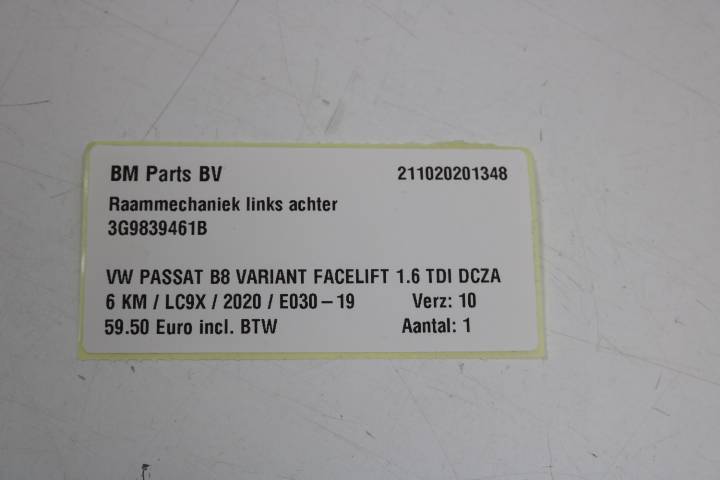 BM Parts BV 211020201348
Raammechaniek links achter
3G9839461B
VW PASSAT B8 VARIANT FACELIFT 1.6 TDI DCZA
6 KM / LC9X / 2020 / E030-19 Verz: 10
59.50 Euro incl. BTW Aantal: 1